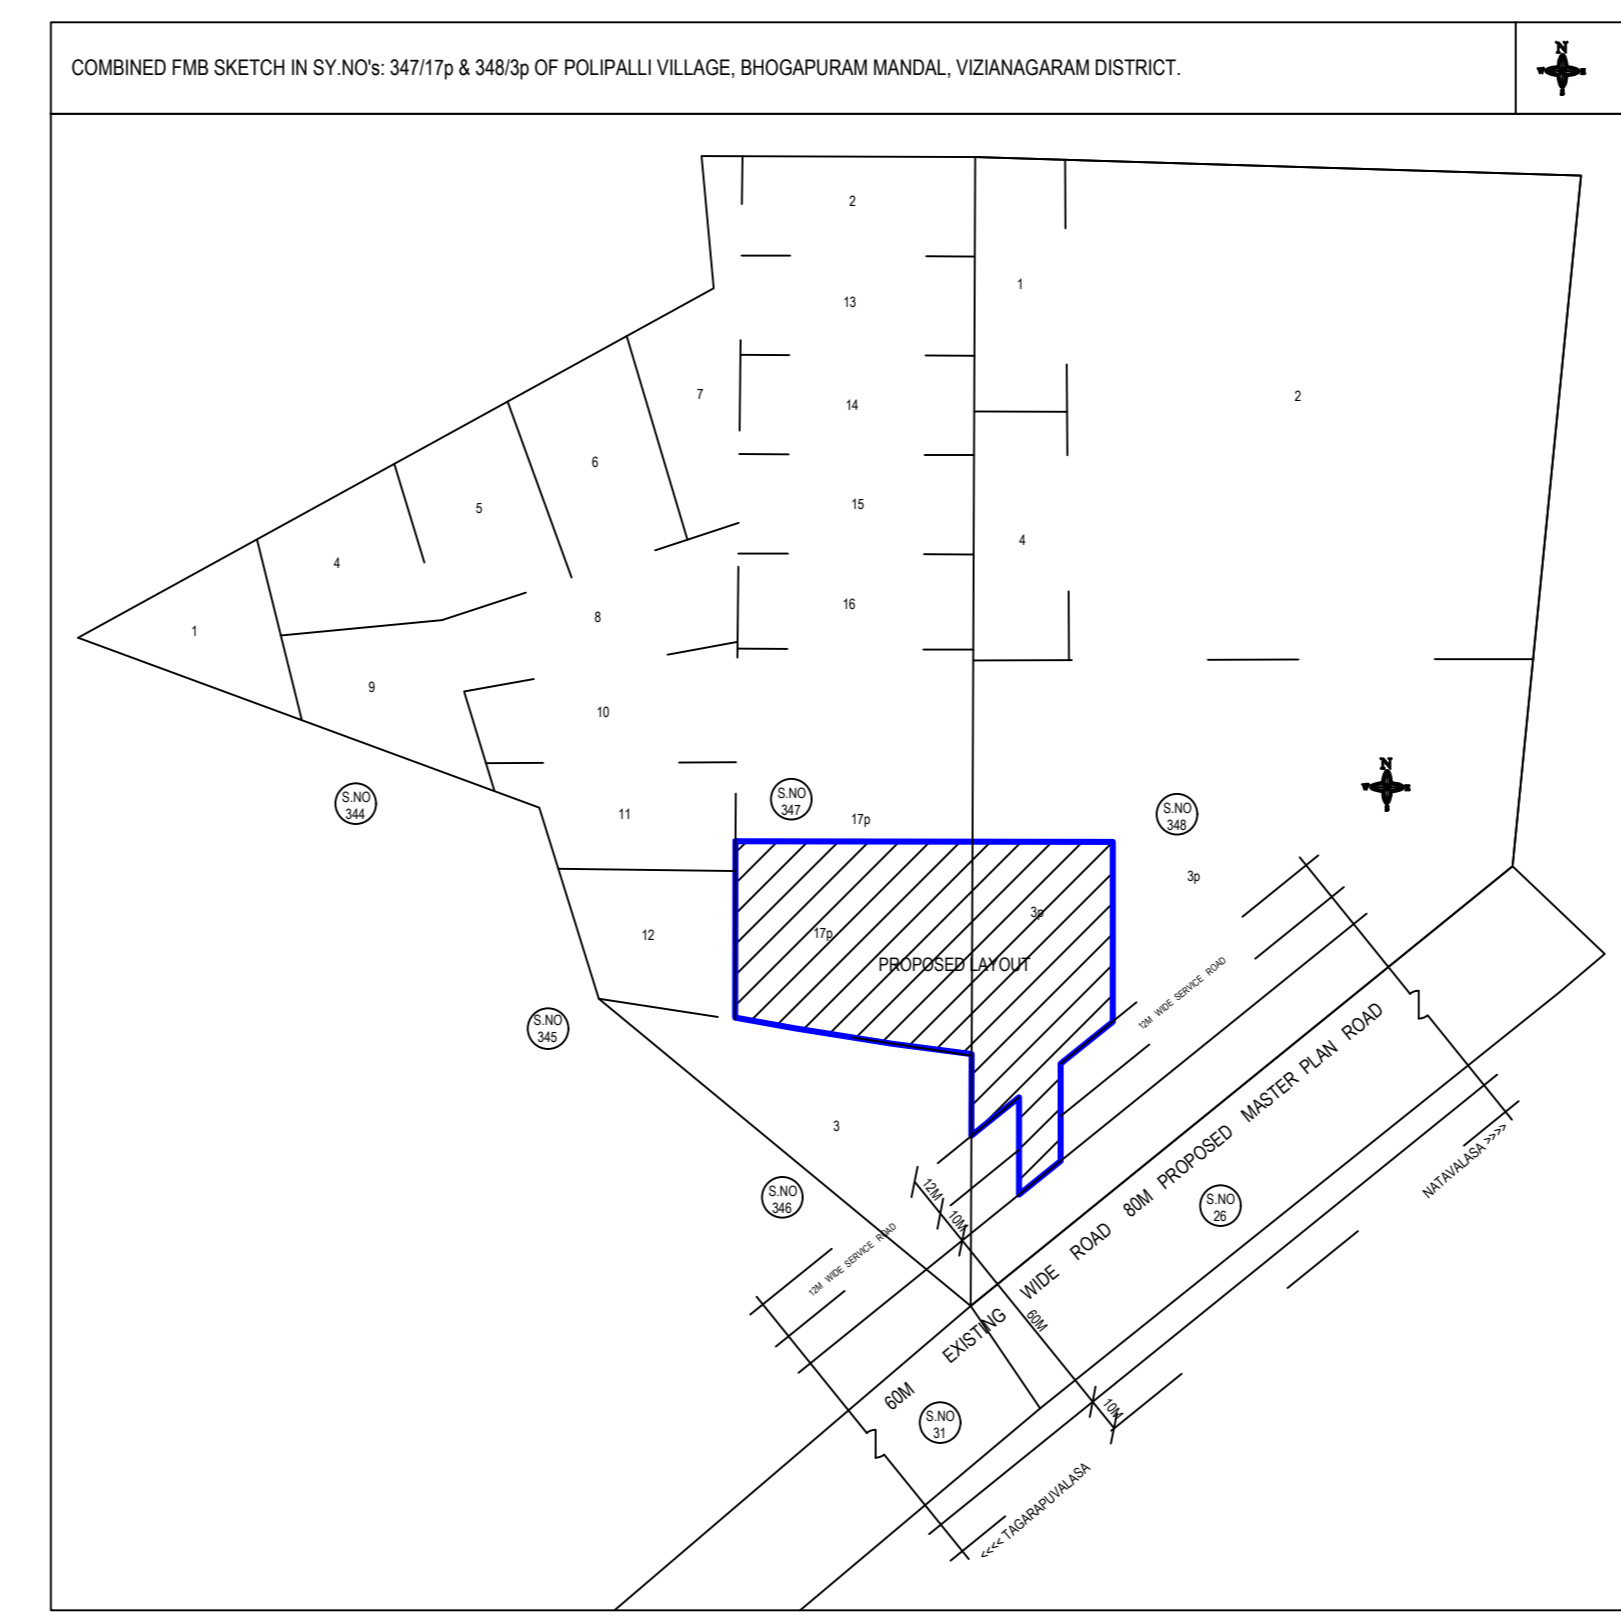 COMBINED FMB SKETCH IN SY.NO's: 347/17p & 348/3p OF POLIPALLI VILLAGE, BHOGAPURAM MANDAL, VIZIANAGARAM DISTRICT.
N
W
E
S
2
13
1
7
14
2
6
15
5
4
4
16
8
1
9
10
N
W
E
S
S.NO
344
S.NO
347
11
17p
S.NO
348
3p
12
17p
3p
PROPOSED LAYOUT
12M WIDE SERVICE ROAD
S.NO
345
3
S.NO
346
12M
10M
60M
10M
12M WIDE SERVICE ROAD
60M EXISTING WIDE ROAD 80M PROPOSED MASTER PLAN ROAD
S.NO
26
NATAVALASA >>>>
S.NO
31
<<<< TAGARAPUVALASA